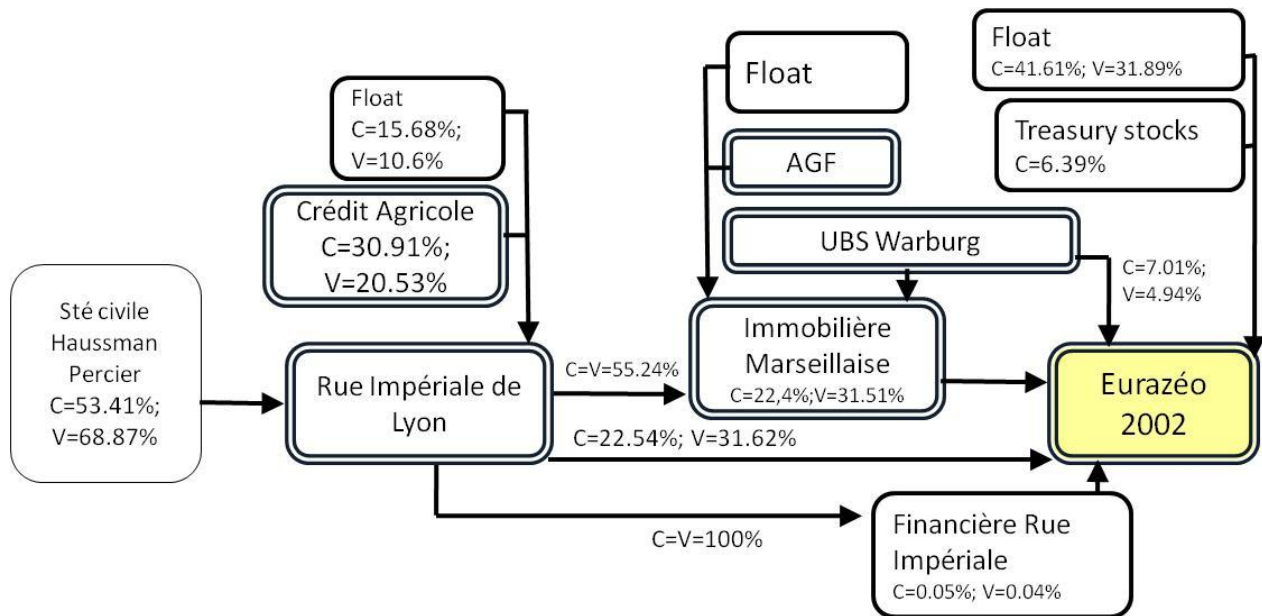 Float
C=41.61%; V=31.89%
Float
Float
C=15.68%;
V=10.6%
Treasury stocks
C=6.39%
AGF
Crédit Agricole
C=30.91%;
V=20.53%
UBS Warburg
C=7.01%;
V=4.94%
Sté civile
Haussman
Percier
C=53.41%;
V=68.87%
Rue Impériale de
Lyon
C=V=55.24%
Immobilière
Marseillaise
C=22,4%;V=31.51%
Eurazéo
2002
C=22.54%; V=31.62%
C=V=100%
Financière Rue
Impériale
C=0.05%; V=0.04%